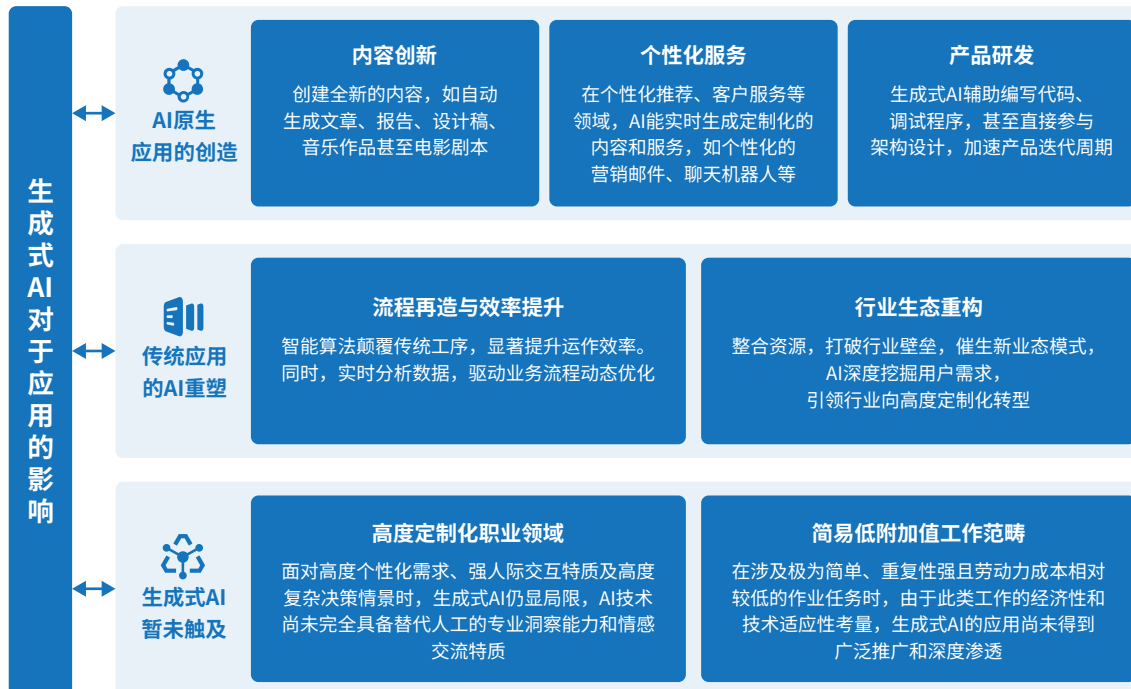 生成式AI对于应用的影响
AI原生
应用的创造
内容创新
创建全新的内容，如自动
生成文章、报告、设计稿、
音乐作品甚至电影剧本
个性化服务
在个性化推荐、客户服务等
领域，AI能实时生成定制化的
内容和服务，如个性化的
营销邮件、聊天机器人等
产品研发
生成式AI辅助编写代码、
调试程序，甚至直接参与
架构设计，加速产品迭代周期
传统应用
的AI重塑
流程再造与效率提升
智能算法颠覆传统工序，显著提升运作效率。
同时，实时分析数据，驱动业务流程动态优化
行业生态重构
整合资源，打破行业壁垒，催生新业态模式，
AI深度挖掘用户需求，
引领行业向高度定制化转型
生成式AI
暂未触及
高度定制化职业领域
面对高度个性化需求、强人际交互特质及高度
复杂决策情景时，生成式AI仍显局限，AI技术
尚未完全具备替代人工的专业洞察能力和情感
交流特质
简易低附加值工作范畴
在涉及极为简单、重复性强且劳动力成本相对
较低的作业任务时，由于此类工作的经济性和
技术适应性考量，生成式AI的应用尚未得到
广泛推广和深度渗透